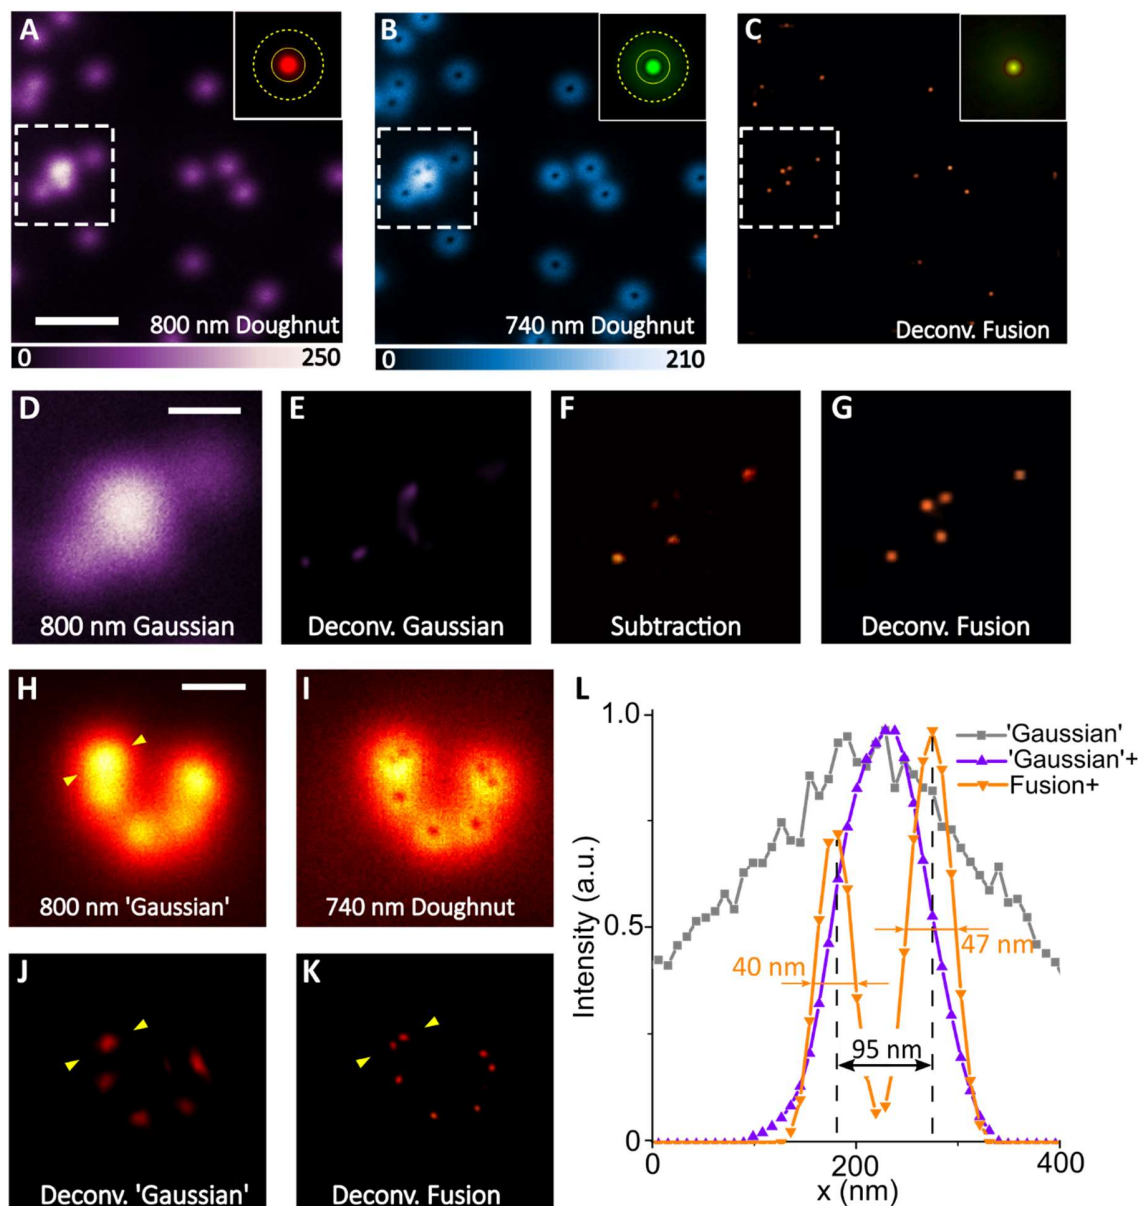 A
B
C
800 nm Doughnut
740 nm Doughnut
Deconv. Fusion
0
250
0
210
D
E
F
G
800 nm Gaussian
Deconv. Gaussian
Subtraction
Deconv. Fusion
H
I
L
800 nm 'Gaussian'
740 nm Doughnut
J
K
Deconv. 'Gaussian'
Deconv. Fusion
1.0
'Gaussian'
'Gaussian'+
Fusion+
Intensity (a.u.)
0.5
40 nm
47 nm
95 nm
0
0
200
400
x (nm)